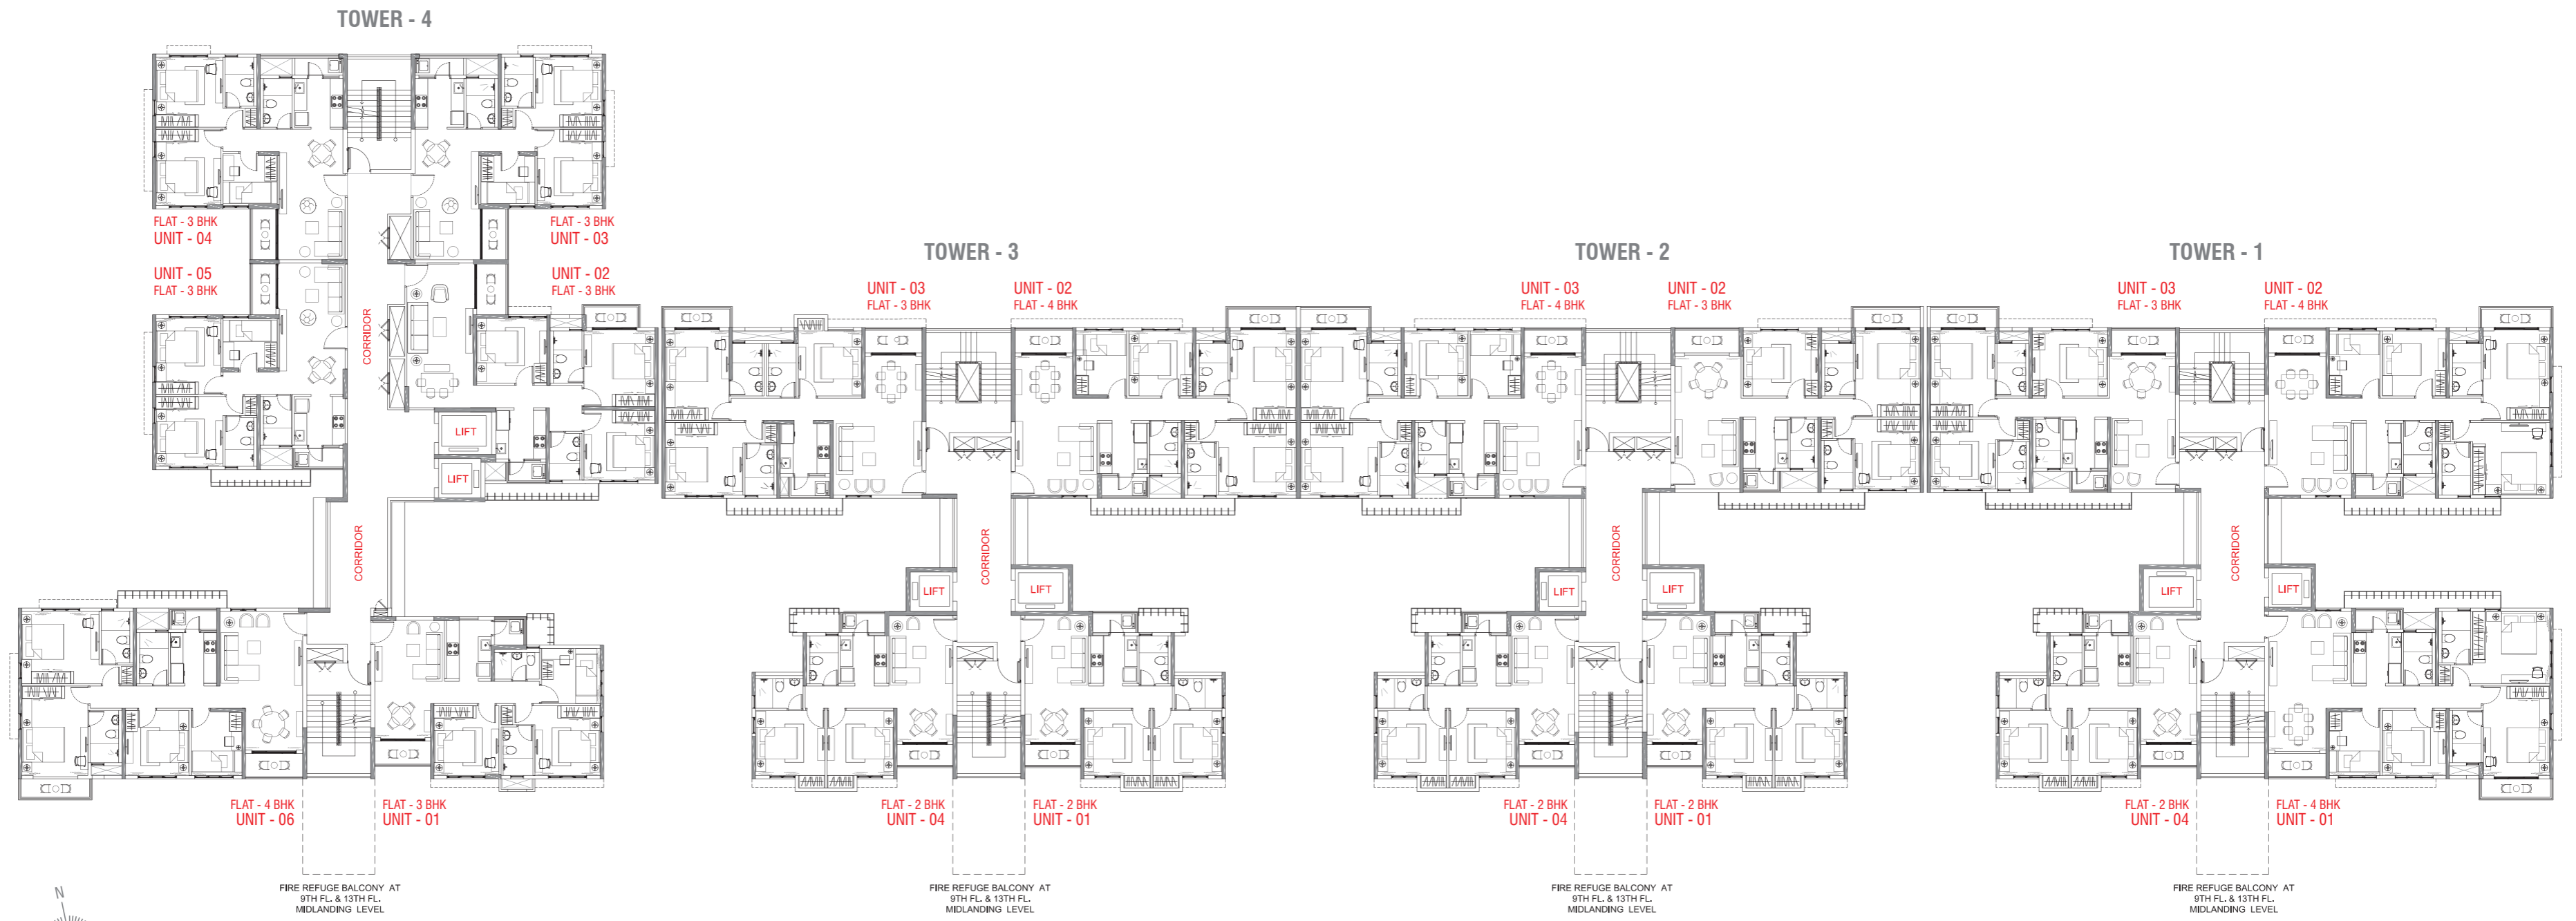 TOWER - 4
FLAT - 3 BHK
UNIT - 04
FLAT - 3 BHK
UNIT - 03
UNIT - 05
FLAT - 3 BHK
UNIT - 02
FLAT - 3 BHK
CORRIDOR
LIFT
LIFT
CORRIDOR
FLAT - 4 BHK
UNIT - 06
FLAT - 3 BHK
UNIT - 01
FIRE REFUGE BALCONY AT
9TH FL. & 13TH FL.
MIDLANDING LEVEL
N
TOWER - 3
UNIT - 03
FLAT - 3 BHK
UNIT - 02
FLAT - 4 BHK
CORRIDOR
LIFT
LIFT
FLAT - 2 BHK
UNIT - 04
FLAT - 2 BHK
UNIT - 01
FIRE REFUGE BALCONY AT
9TH FL. & 13TH FL.
MIDLANDING LEVEL
TOWER - 2
UNIT - 03
FLAT - 4 BHK
UNIT - 02
FLAT - 3 BHK
CORRIDOR
LIFT
LIFT
FLAT - 2 BHK
UNIT - 04
FLAT - 2 BHK
UNIT - 01
FIRE REFUGE BALCONY AT
9TH FL. & 13TH FL.
MIDLANDING LEVEL
TOWER - 1
UNIT - 03
FLAT - 3 BHK
UNIT - 02
FLAT - 4 BHK
CORRIDOR
LIFT
LIFT
FLAT - 2 BHK
UNIT - 04
FLAT - 4 BHK
UNIT - 01
FIRE REFUGE BALCONY AT
9TH FL. & 13TH FL.
MIDLANDING LEVEL